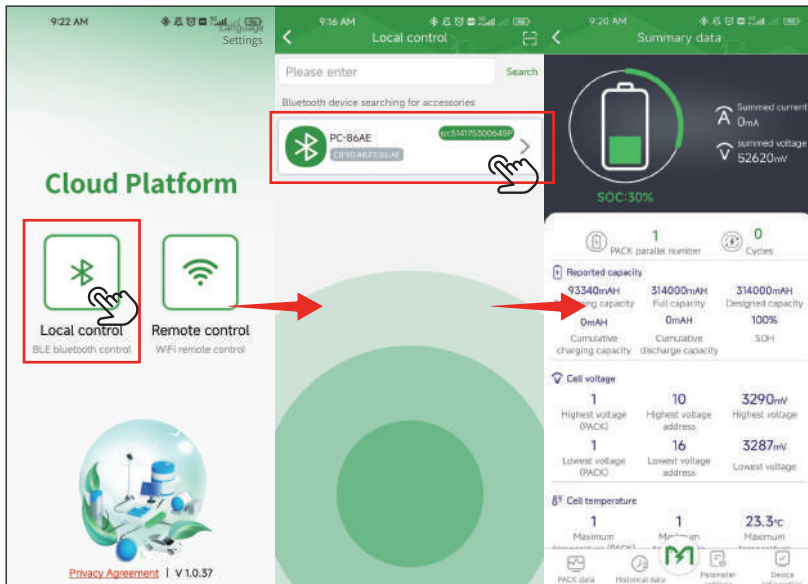 9:22 AM
Language
Settings
Cloud Platform
Local control
BLE bluetooth control
Remote control
WiFi remote control
Privacy Agreement | V 1.0.37
9:16 AM
Local control
Please enter
Search
Bluetooth device searching for accessories
PC-86AE
sn:514175300645P
9:20 AM
Summary data
Summed current
0mA
summed voltage
52620mV
SOC:30%
1
PACK parallel number
0
Cycles
Reported capacity
93340mAH 314000mAH 314000mAH
capacity Full capacity Designed capacity
0mAH 0mAH 100%
Cumulative charging capacity
Cumulative discharge capacity
SOH
Cell voltage
1 10 3290mV
Highest voltage (PACK)
Highest voltage address
Highest voltage
1 16 3287mV
Lowest voltage (PACK)
Lowest voltage address
Lowest voltage
Cell temperature
1 1 23.3°C
Maximum
Maximum
PACK data
Historical data
Parameter
Device